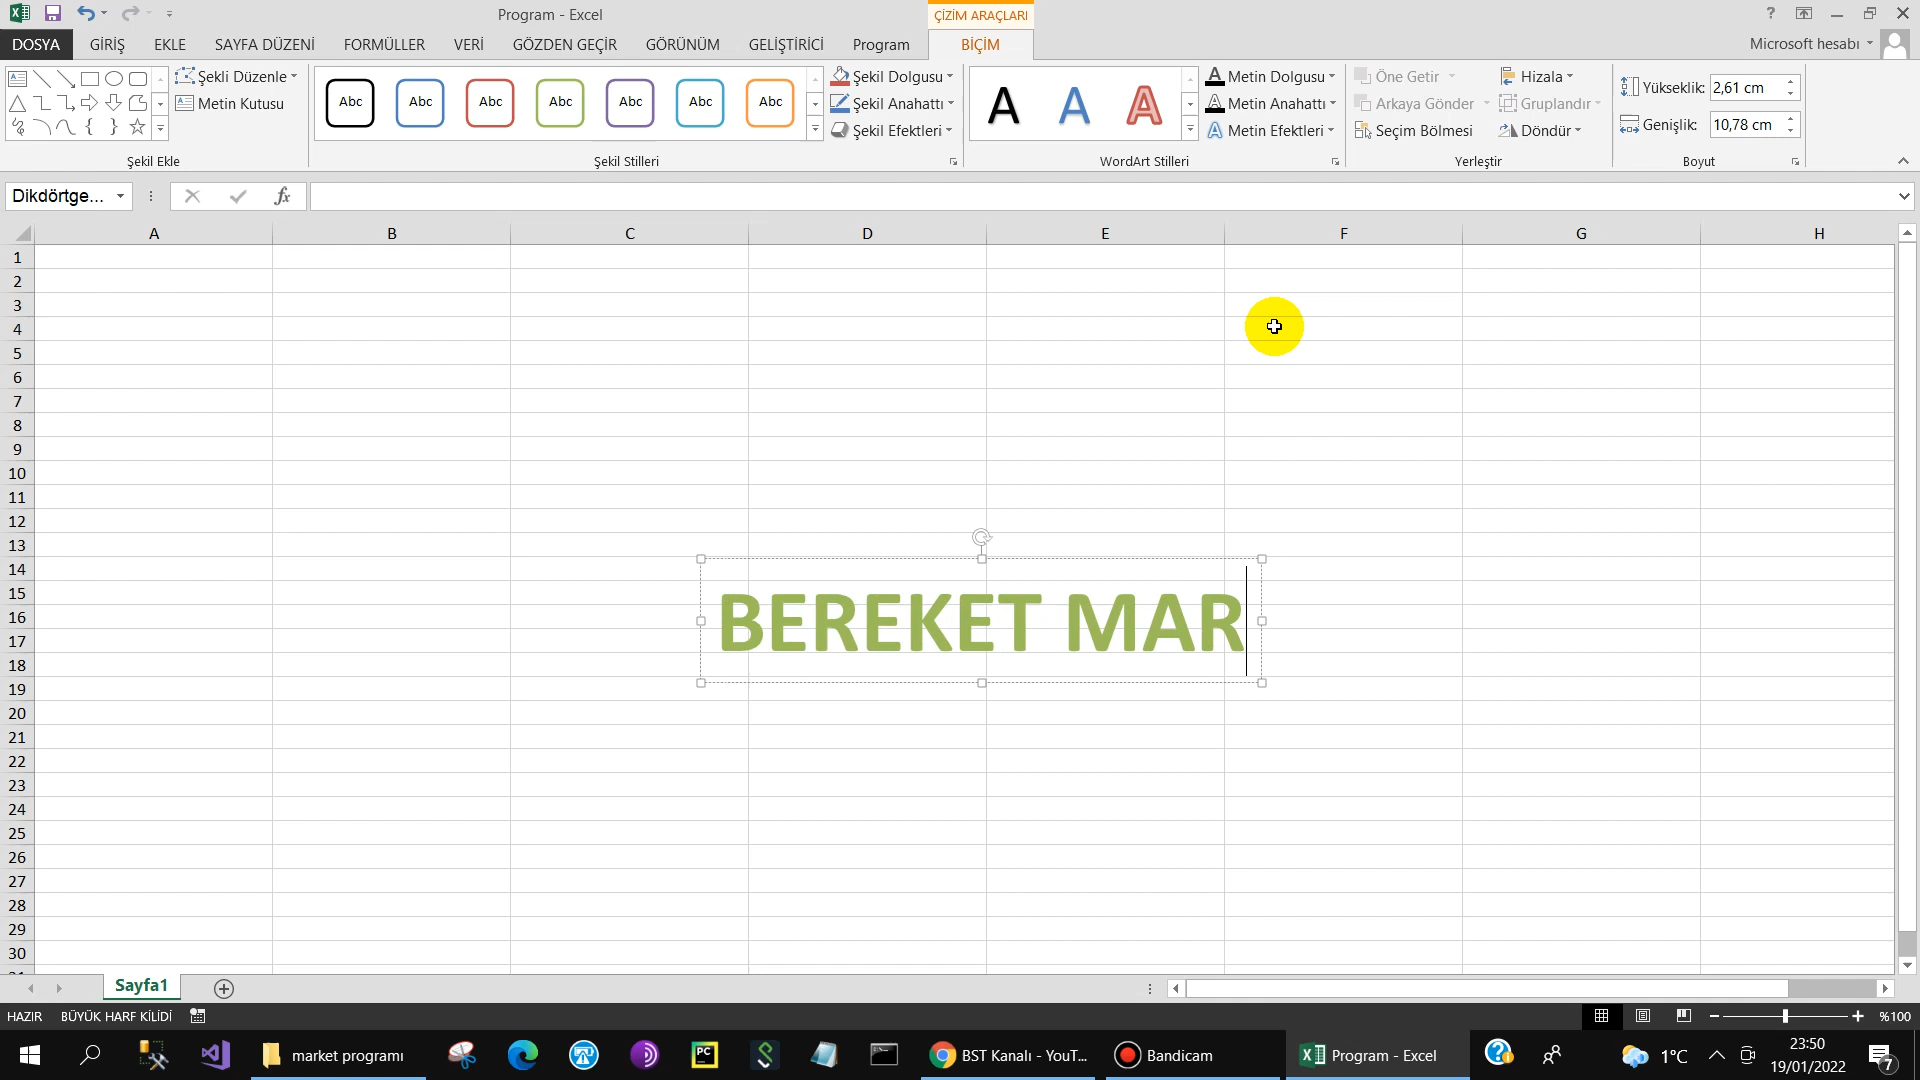 Program - Excel
ÇİZİM ARAÇLARI
?
DOSYA GİRİŞ EKLE SAYFA DÜZENİ FORMÜLLER VERİ GÖZDEN GEÇİR GÖRÜNÜM GELİŞTİRİCİ Program BİÇİM Microsoft hesabı
Şekli Düzenle
Metin Kutusu
Şekil Ekle
Abc Abc Abc Abc Abc Abc Abc
Şekil Dolgusu
Şekil Anahattı
Şekil Efektleri
Şekil Stilleri
A A A
Metin Dolgusu
Metin Anahattı
Metin Efektleri
WordArt Stilleri
Öne Getir
Arkaya Gönder
Seçim Bölmesi
Hizala
Gruplandır
Döndür
Yerleştir
Yükseklik: 2,61 cm
Genişlik: 10,78 cm
Boyut
Dikdörtge... fx
A B C D E F G H
1
2
3
4
5
6
7
8
9
10
11
12
13
14
15
16
17
18
19
20
21
22
23
24
25
26
27
28
29
30
BEREKET MAR
Sayfa1
HAZIR BÜYÜK HARF KİLİDİ %100
market programı PC BST Kanalı - YouT... Bandicam Program - Excel 1°C 23:50
19/01/2022
7